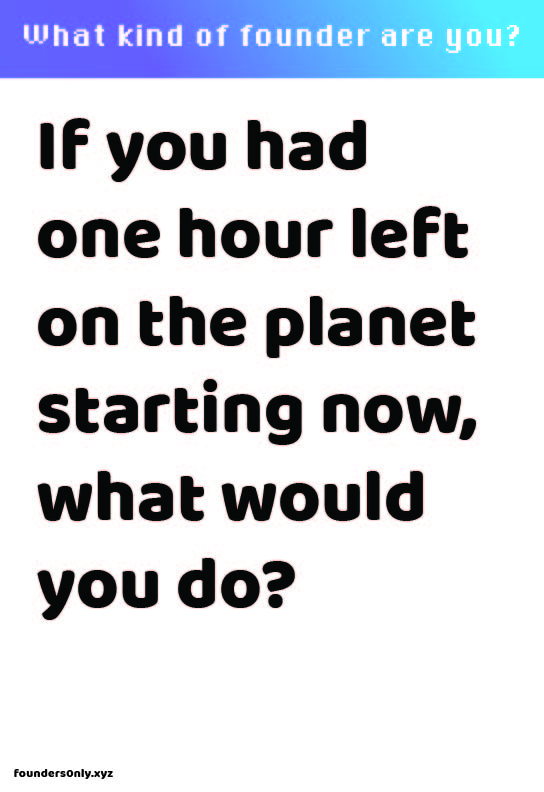 What kind of founder are you?
If you had
one hour left
on the planet
starting now,
what would
you do?
founders0nly.xyz